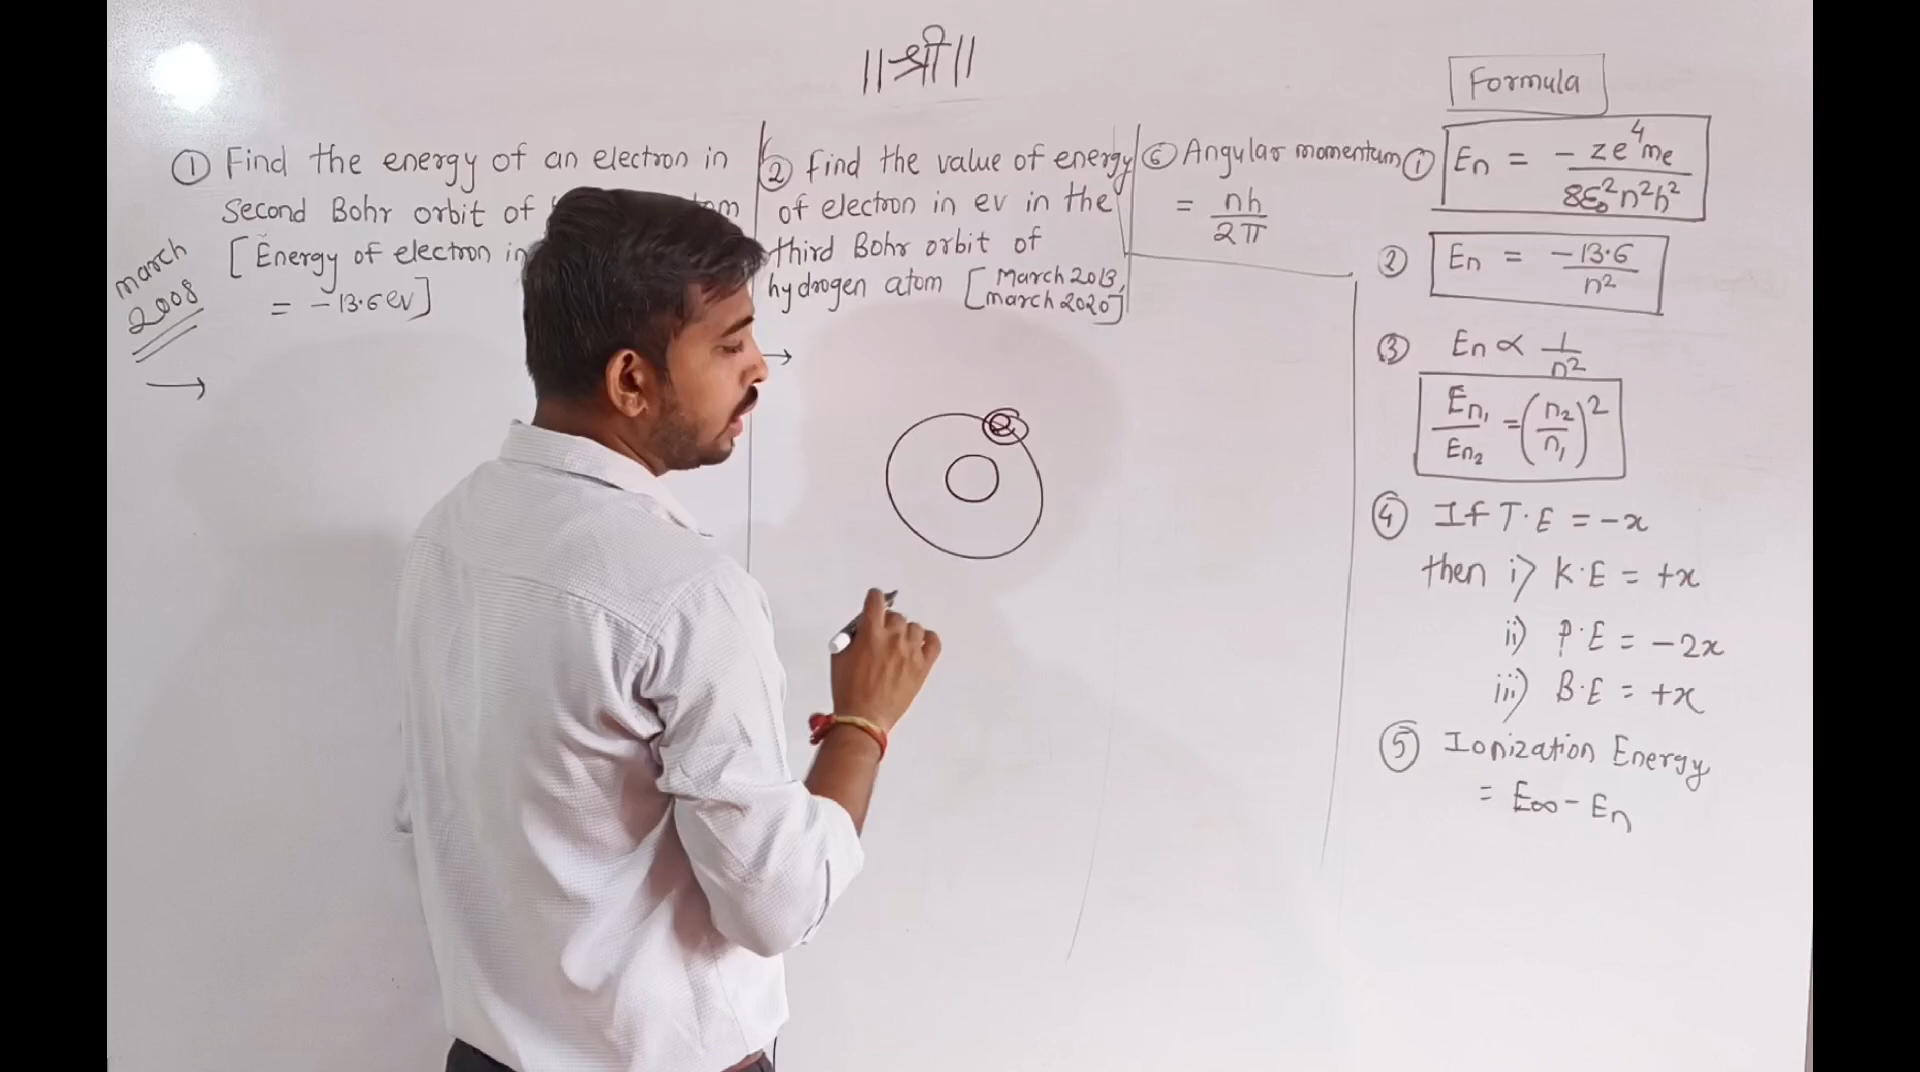 ||श्री||
① Find the energy of an electron in
Second Bohr orbit of
[Energy of electron in
= -13.6 ev]
march
2008
② find the value of energy
of electron in ev in the
third Bohr orbit of
hydrogen atom [March 2013,
march 2020]
⑥ Angular momentum
= nh/2π
Formula
① En = - ze⁴me/8ε₀²n²h²
② En = -13.6/n²
③ En ∝ 1/n²
En₁/En₂ = (n₂/n₁)²
④ If T.E = -x
then i) K.E = +x
ii) P.E = -2x
iii) B.E = +x
⑤ Ionization Energy
= E∞ - En